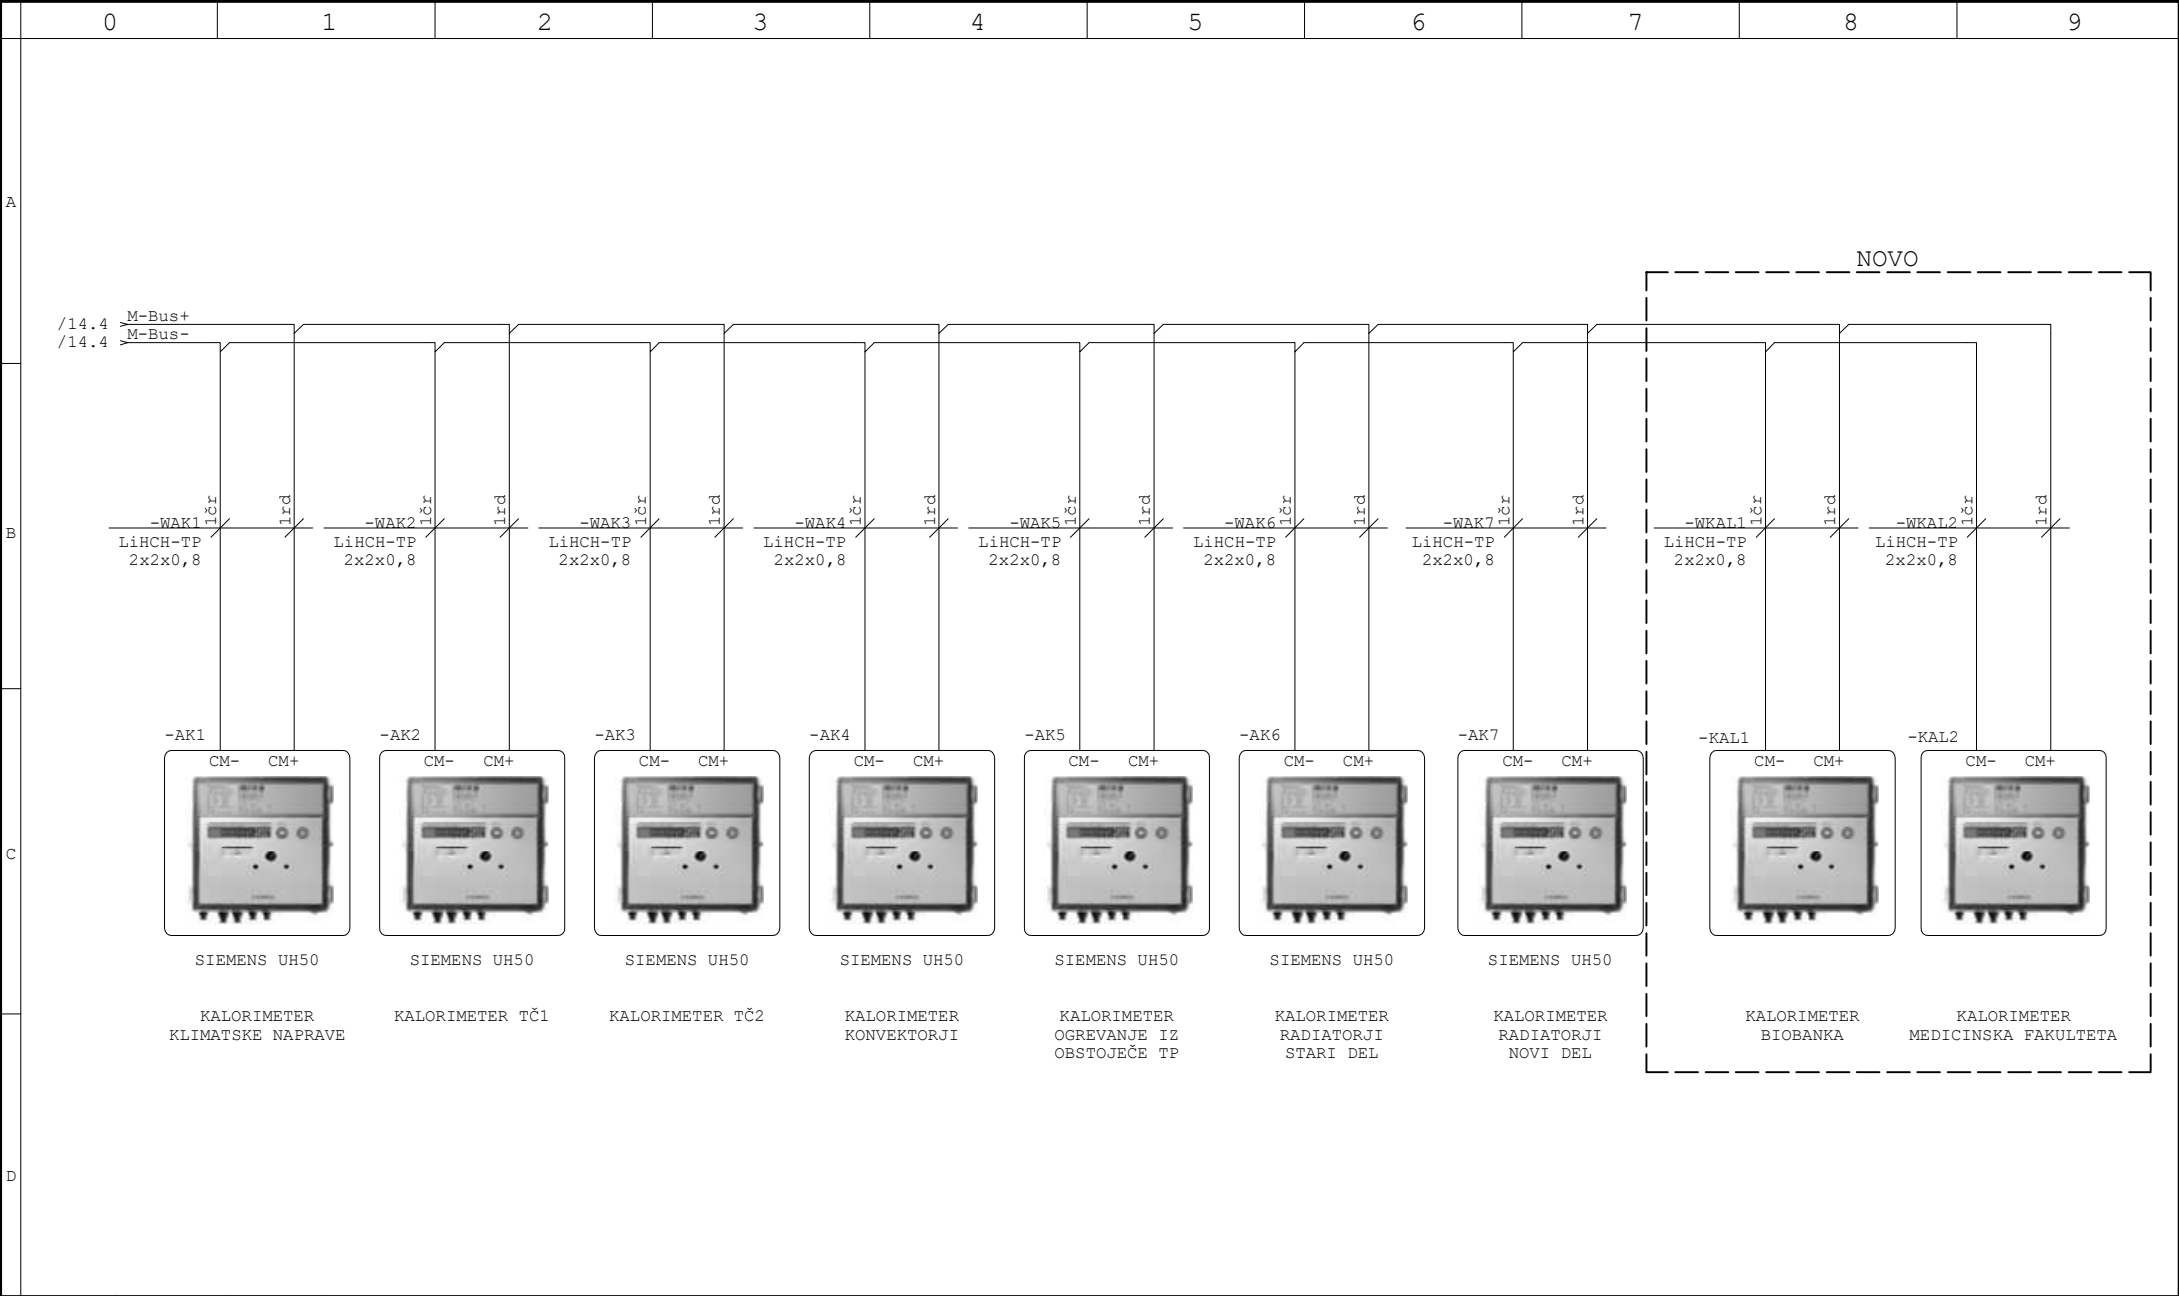 0 1 2 3 4 5 6 7 8 9
A
NOVO
/14.4 M-Bus+
/14.4 M-Bus-
B
1čr 1rd 1čr 1rd 1čr 1rd 1čr 1rd 1čr 1rd 1čr 1rd 1čr 1rd 1čr 1rd 1čr 1rd
-WAK1 -WAK2 -WAK3 -WAK4 -WAK5 -WAK6 -WAK7 -WKAL1 -WKAL2
LiHCH-TP LiHCH-TP LiHCH-TP LiHCH-TP LiHCH-TP LiHCH-TP LiHCH-TP LiHCH-TP LiHCH-TP
2x2x0,8 2x2x0,8 2x2x0,8 2x2x0,8 2x2x0,8 2x2x0,8 2x2x0,8 2x2x0,8 2x2x0,8
-AK1 -AK2 -AK3 -AK4 -AK5 -AK6 -AK7 -KAL1 -KAL2
CM- CM+ CM- CM+ CM- CM+ CM- CM+ CM- CM+ CM- CM+ CM- CM+ CM- CM+ CM- CM+
C
SIEMENS UH50 SIEMENS UH50 SIEMENS UH50 SIEMENS UH50 SIEMENS UH50 SIEMENS UH50 SIEMENS UH50
KALORIMETER
KLIMATSKE NAPRAVE
KALORIMETER TČ1
KALORIMETER TČ2
KALORIMETER
KONVEKTORJI
KALORIMETER
OGREVANJE IZ
OBSTOJEČE TP
KALORIMETER
RADIATORJI
STARI DEL
KALORIMETER
RADIATORJI
NOVI DEL
KALORIMETER
BIOBANKA
KALORIMETER
MEDICINSKA FAKULTETA
D